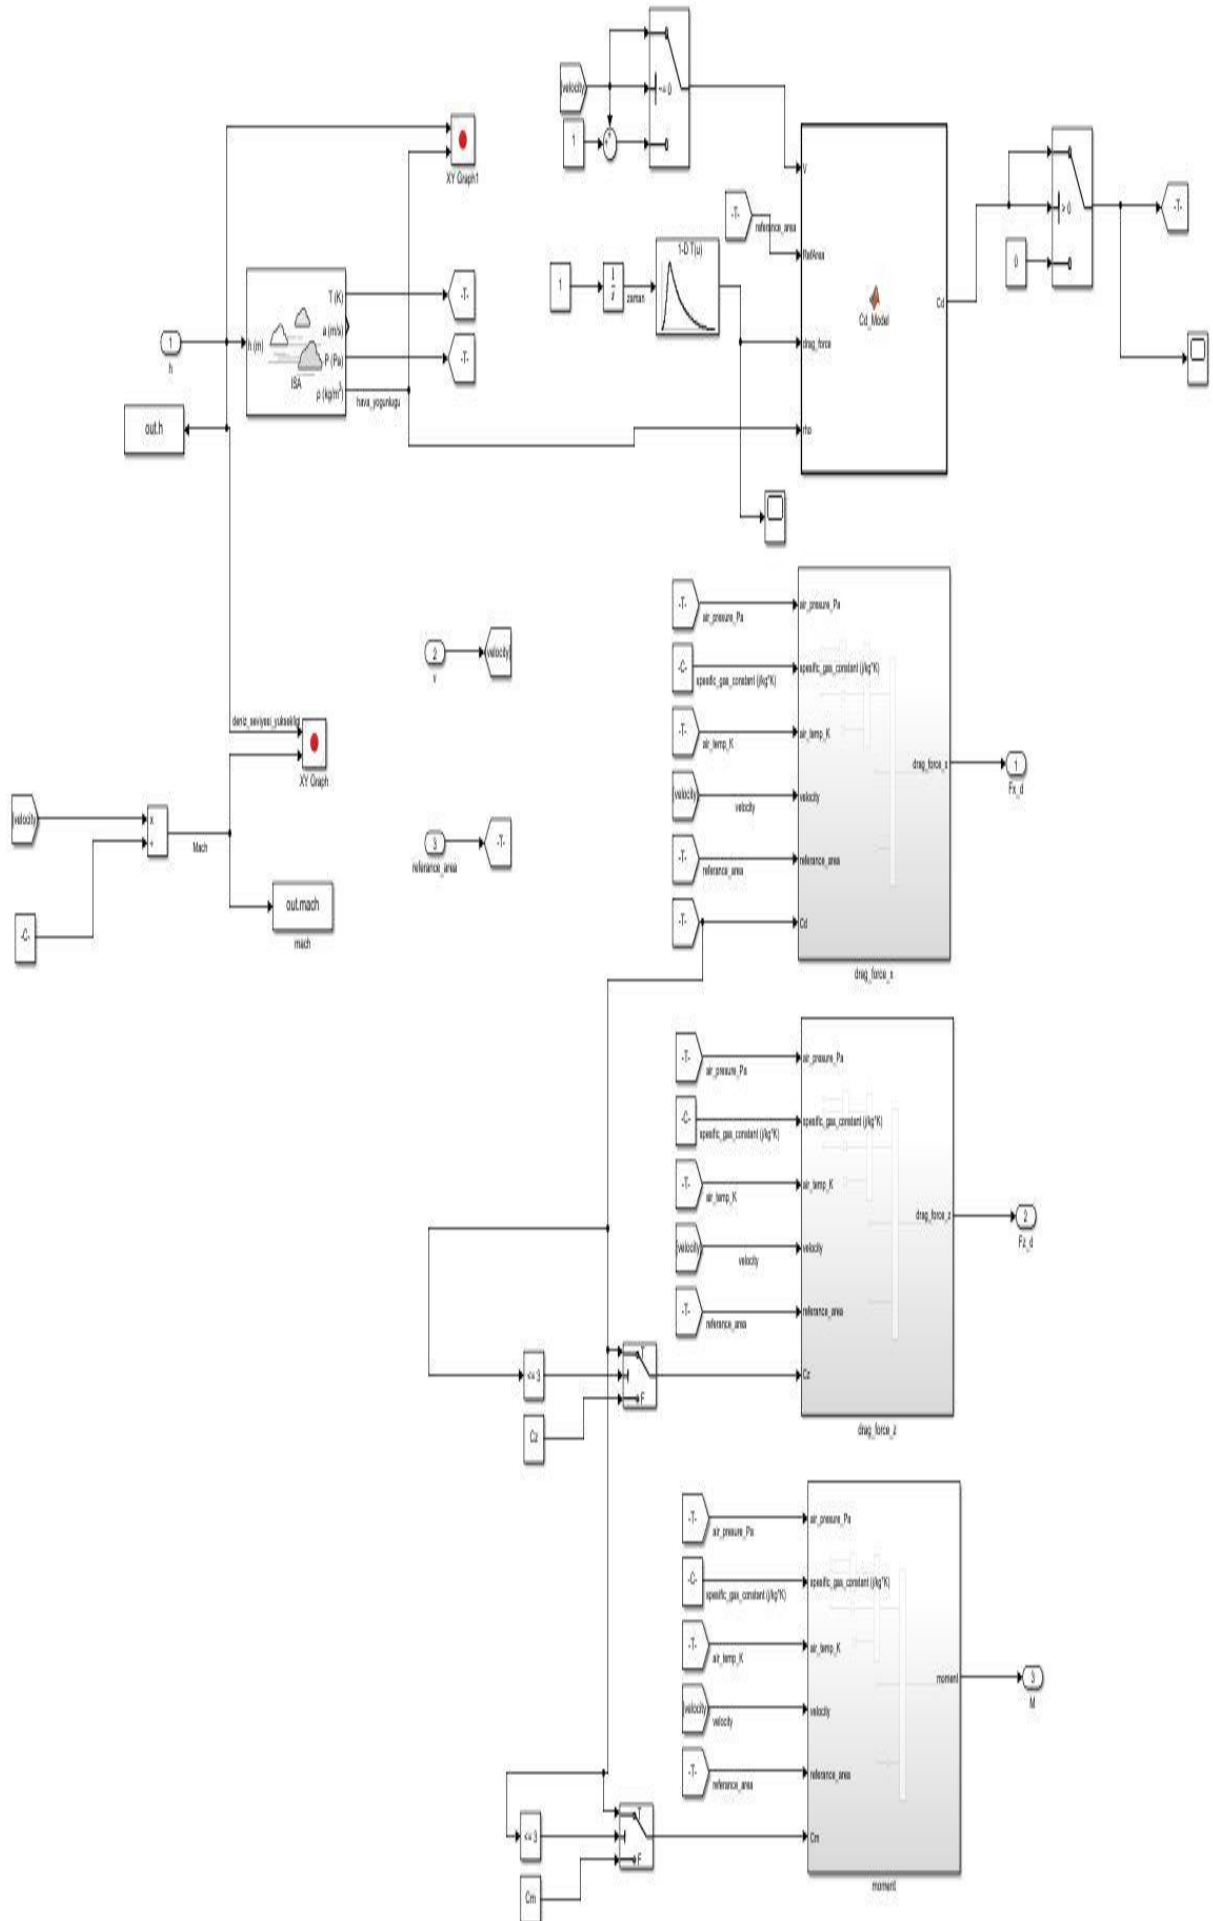 [velocity]
~= 0
1
+
+
XY Graph1
V
-T-
referance_area
RefArea
> 0
-T-
0
1-D T(u)
1
zaman
Cd_Model
Cd
T (K)
-T-
a (m/s)
h (m)
1
h
P (Pa)
-T-
ISA
ρ (kg/m³)
hava_yogunlugu
drag_force
out.h
rho
-T-
air_presure_Pa
air_presure_Pa
2
v
[velocity]
-C-
spesific_gas_constant (j/kg*K)
spesific_gas_constant (j/kg*K)
deniz_seviyesi_yuksekligi
XY Graph
-T-
air_temp_K
air_temp_K
drag_force_x
1
Fx_d
[velocity]
velocity
velocity
[velocity]
×
÷
Mach
3
referance_area
-T-
-T-
referance_area
referance_area
-C-
out.mach
mach
-T-
Cd
drag_force_x
-T-
air_presure_Pa
air_presure_Pa
-C-
spesific_gas_constant (j/kg*K)
spesific_gas_constant (j/kg*K)
-T-
air_temp_K
air_temp_K
drag_force_z
2
Fz_d
[velocity]
velocity
velocity
-T-
referance_area
referance_area
<= 3
T
F
Cz
Cz
drag_force_z
-T-
air_presure_Pa
air_presure_Pa
-C-
spesific_gas_constant (j/kg*K)
spesific_gas_constant (j/kg*K)
-T-
air_temp_K
air_temp_K
moment
3
M
[velocity]
velocity
velocity
-T-
referance_area
referance_area
<= 3
T
F
Cm
Cm
moment